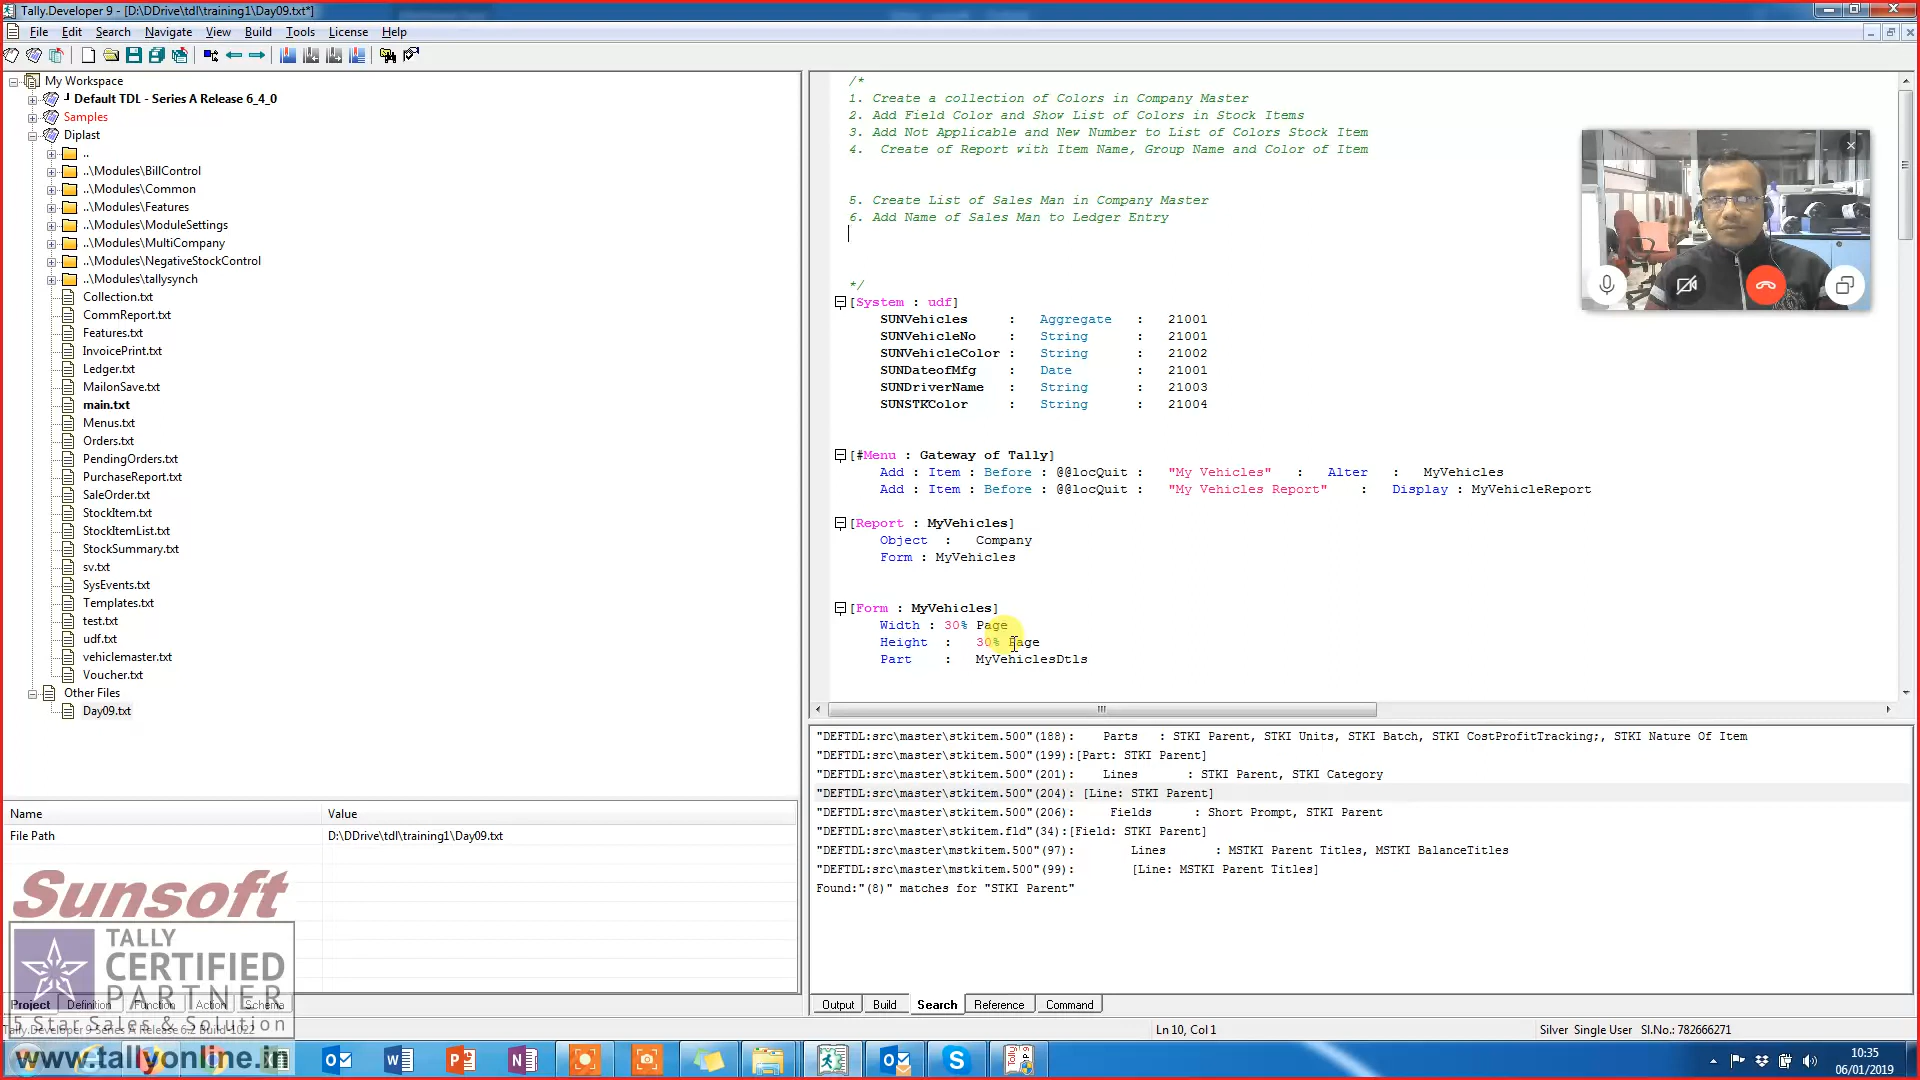 Tally.Developer 9 - [D:\DDrive\tdl\training1\Day09.txt*]
File Edit Search Navigate View Build Tools License Help
My Workspace
Default TDL - Series A Release 6_4_0
Samples
Diplast
..
..\Modules\BillControl
..\Modules\Common
..\Modules\Features
..\Modules\ModuleSettings
..\Modules\MultiCompany
..\Modules\NegativeStockControl
..\Modules\tallysynch
Collection.txt
CommReport.txt
Features.txt
InvoicePrint.txt
Ledger.txt
MailonSave.txt
main.txt
Menus.txt
Orders.txt
PendingOrders.txt
PurchaseReport.txt
SaleOrder.txt
StockItem.txt
StockItemList.txt
StockSummary.txt
sv.txt
SysEvents.txt
Templates.txt
test.txt
udf.txt
vehiclemaster.txt
Voucher.txt
Other Files
Day09.txt
Name Value
File Path D:\DDrive\tdl\training1\Day09.txt
Sunsoft
TALLY
CERTIFIED
PARTNER
5 Star Sales & Solution
www.tallyonline.in
Project Definition Function Action Schema
Tally.Developer 9 Series A Release 6.2 Build-1022
/*
1. Create a collection of Colors in Company Master
2. Add Field Color and Show List of Colors in Stock Items
3. Add Not Applicable and New Number to List of Colors Stock Item
4. Create of Report with Item Name, Group Name and Color of Item
5. Create List of Sales Man in Company Master
6. Add Name of Sales Man to Ledger Entry
*/
[System : udf]
SUNVehicles : Aggregate : 21001
SUNVehicleNo : String : 21001
SUNVehicleColor : String : 21002
SUNDateofMfg : Date : 21001
SUNDriverName : String : 21003
SUNSTKColor : String : 21004
[#Menu : Gateway of Tally]
Add : Item : Before : @@locQuit : "My Vehicles" : Alter : MyVehicles
Add : Item : Before : @@locQuit : "My Vehicles Report" : Display : MyVehicleReport
[Report : MyVehicles]
Object : Company
Form : MyVehicles
[Form : MyVehicles]
Width : 30% Page
Height : 30% Page
Part : MyVehiclesDtls
"DEFTDL:src\master\stkitem.500"(188): Parts : STKI Parent, STKI Units, STKI Batch, STKI CostProfitTracking;, STKI Nature Of Item
"DEFTDL:src\master\stkitem.500"(199):[Part: STKI Parent]
"DEFTDL:src\master\stkitem.500"(201): Lines : STKI Parent, STKI Category
"DEFTDL:src\master\stkitem.500"(204): [Line: STKI Parent]
"DEFTDL:src\master\stkitem.500"(206): Fields : Short Prompt, STKI Parent
"DEFTDL:src\master\stkitem.fld"(34):[Field: STKI Parent]
"DEFTDL:src\master\mstkitem.500"(97): Lines : MSTKI Parent Titles, MSTKI BalanceTitles
"DEFTDL:src\master\mstkitem.500"(99): [Line: MSTKI Parent Titles]
Found:"(8)" matches for "STKI Parent"
Output Build Search Reference Command
Ln 10, Col 1
Silver Single User Sl.No.: 782666271
10:35
06/01/2019